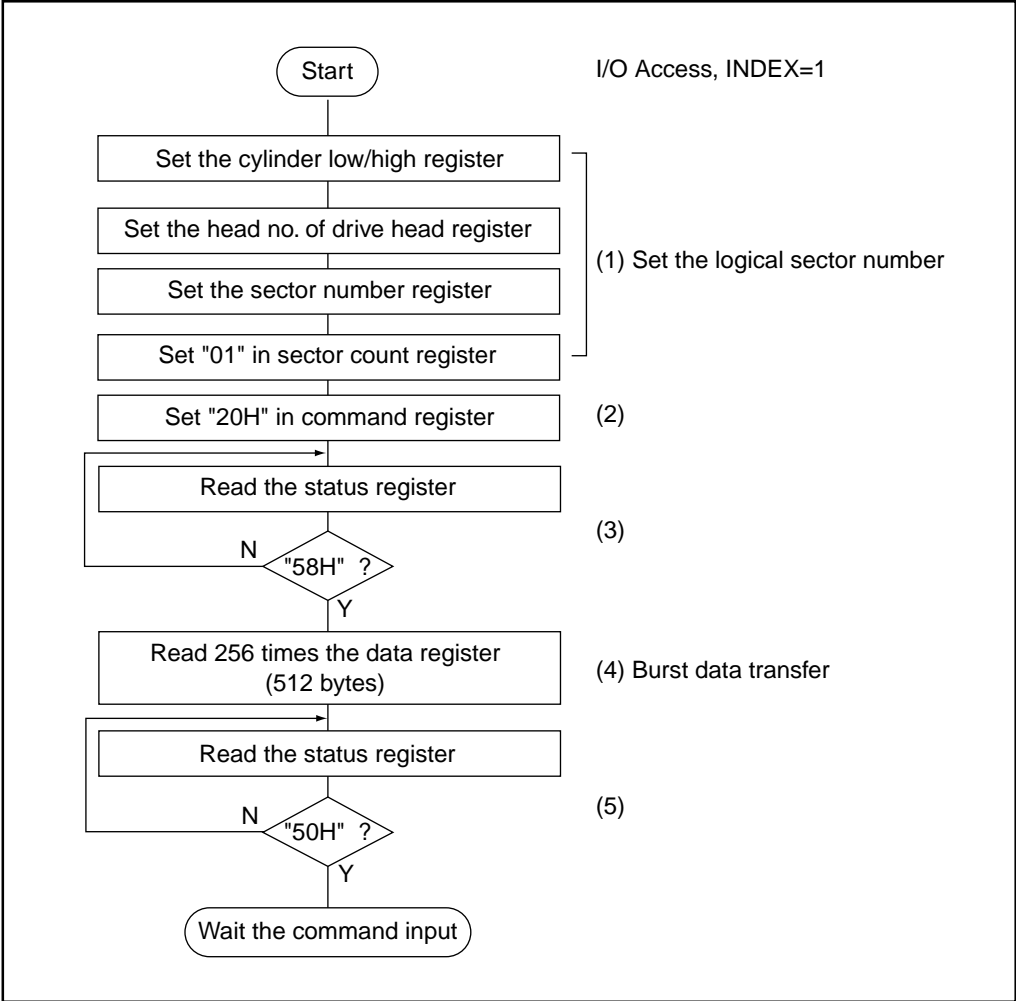 Start
I/O Access, INDEX=1
Set the cylinder low/high register
Set the head no. of drive head register
(1) Set the logical sector number
Set the sector number register
Set "01" in sector count register
Set "20H" in command register
(2)
Read the status register
(3)
N
"58H" ?
Y
Read 256 times the data register
(512 bytes)
(4) Burst data transfer
Read the status register
(5)
N
"50H" ?
Y
Wait the command input